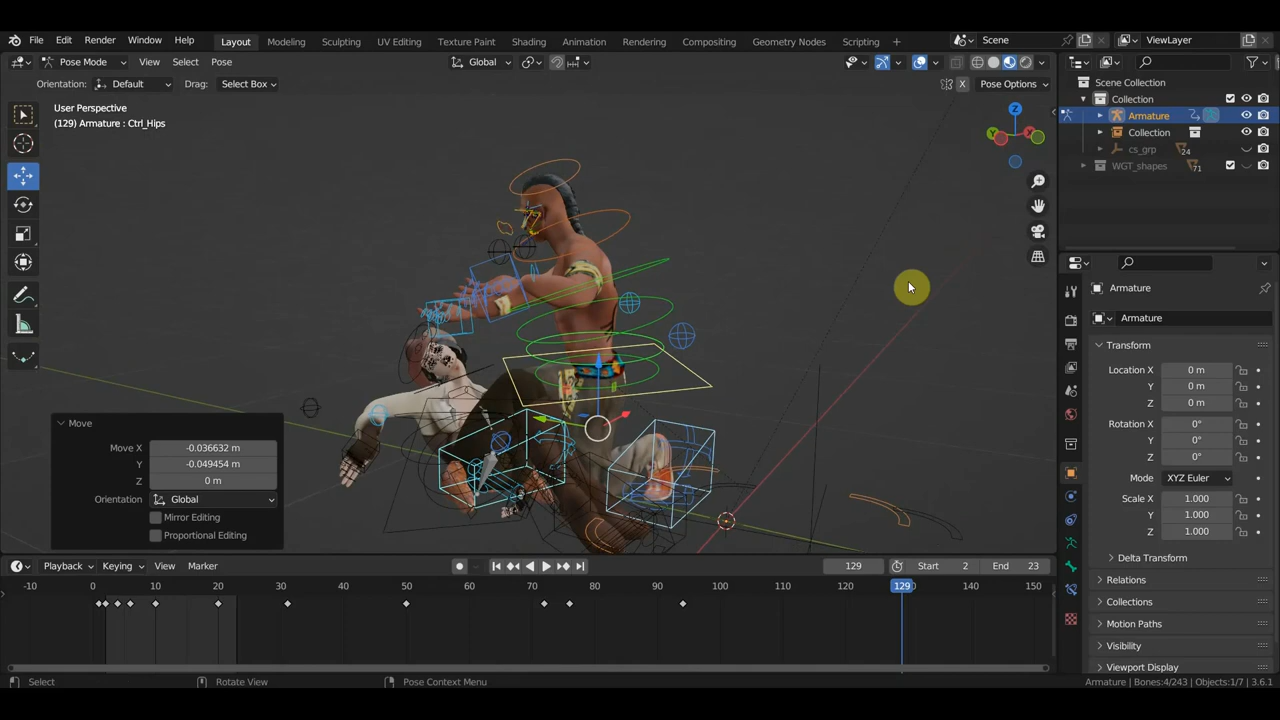 File Edit Render Window Help Layout Modeling Sculpting UV Editing Texture Paint Shading Animation Rendering Compositing Geometry Nodes Scripting + Scene ViewLayer
Pose Mode View Select Pose Global
Orientation: Default Drag: Select Box X Pose Options
User Perspective
(129) Armature : Ctrl_Hips
Z
Y
Scene Collection
Collection
Armature
Collection
cs_grp 24
WGT_shapes 71
Armature
Armature
Transform
Location X 0 m
Y 0 m
Z 0 m
Rotation X 0°
Y 0°
Z 0°
Mode XYZ Euler
Scale X 1.000
Y 1.000
Z 1.000
Delta Transform
Relations
Collections
Motion Paths
Visibility
Viewport Display
Move
Move X -0.036632 m
Y -0.049454 m
Z 0 m
Orientation Global
Mirror Editing
Proportional Editing
Playback Keying View Marker 129 Start 2 End 23
-10 0 10 20 30 40 50 60 70 80 90 100 110 129 140 150
Select Rotate View Pose Context Menu Armature | Bones:4/243 | Objects:1/7 | 3.6.1